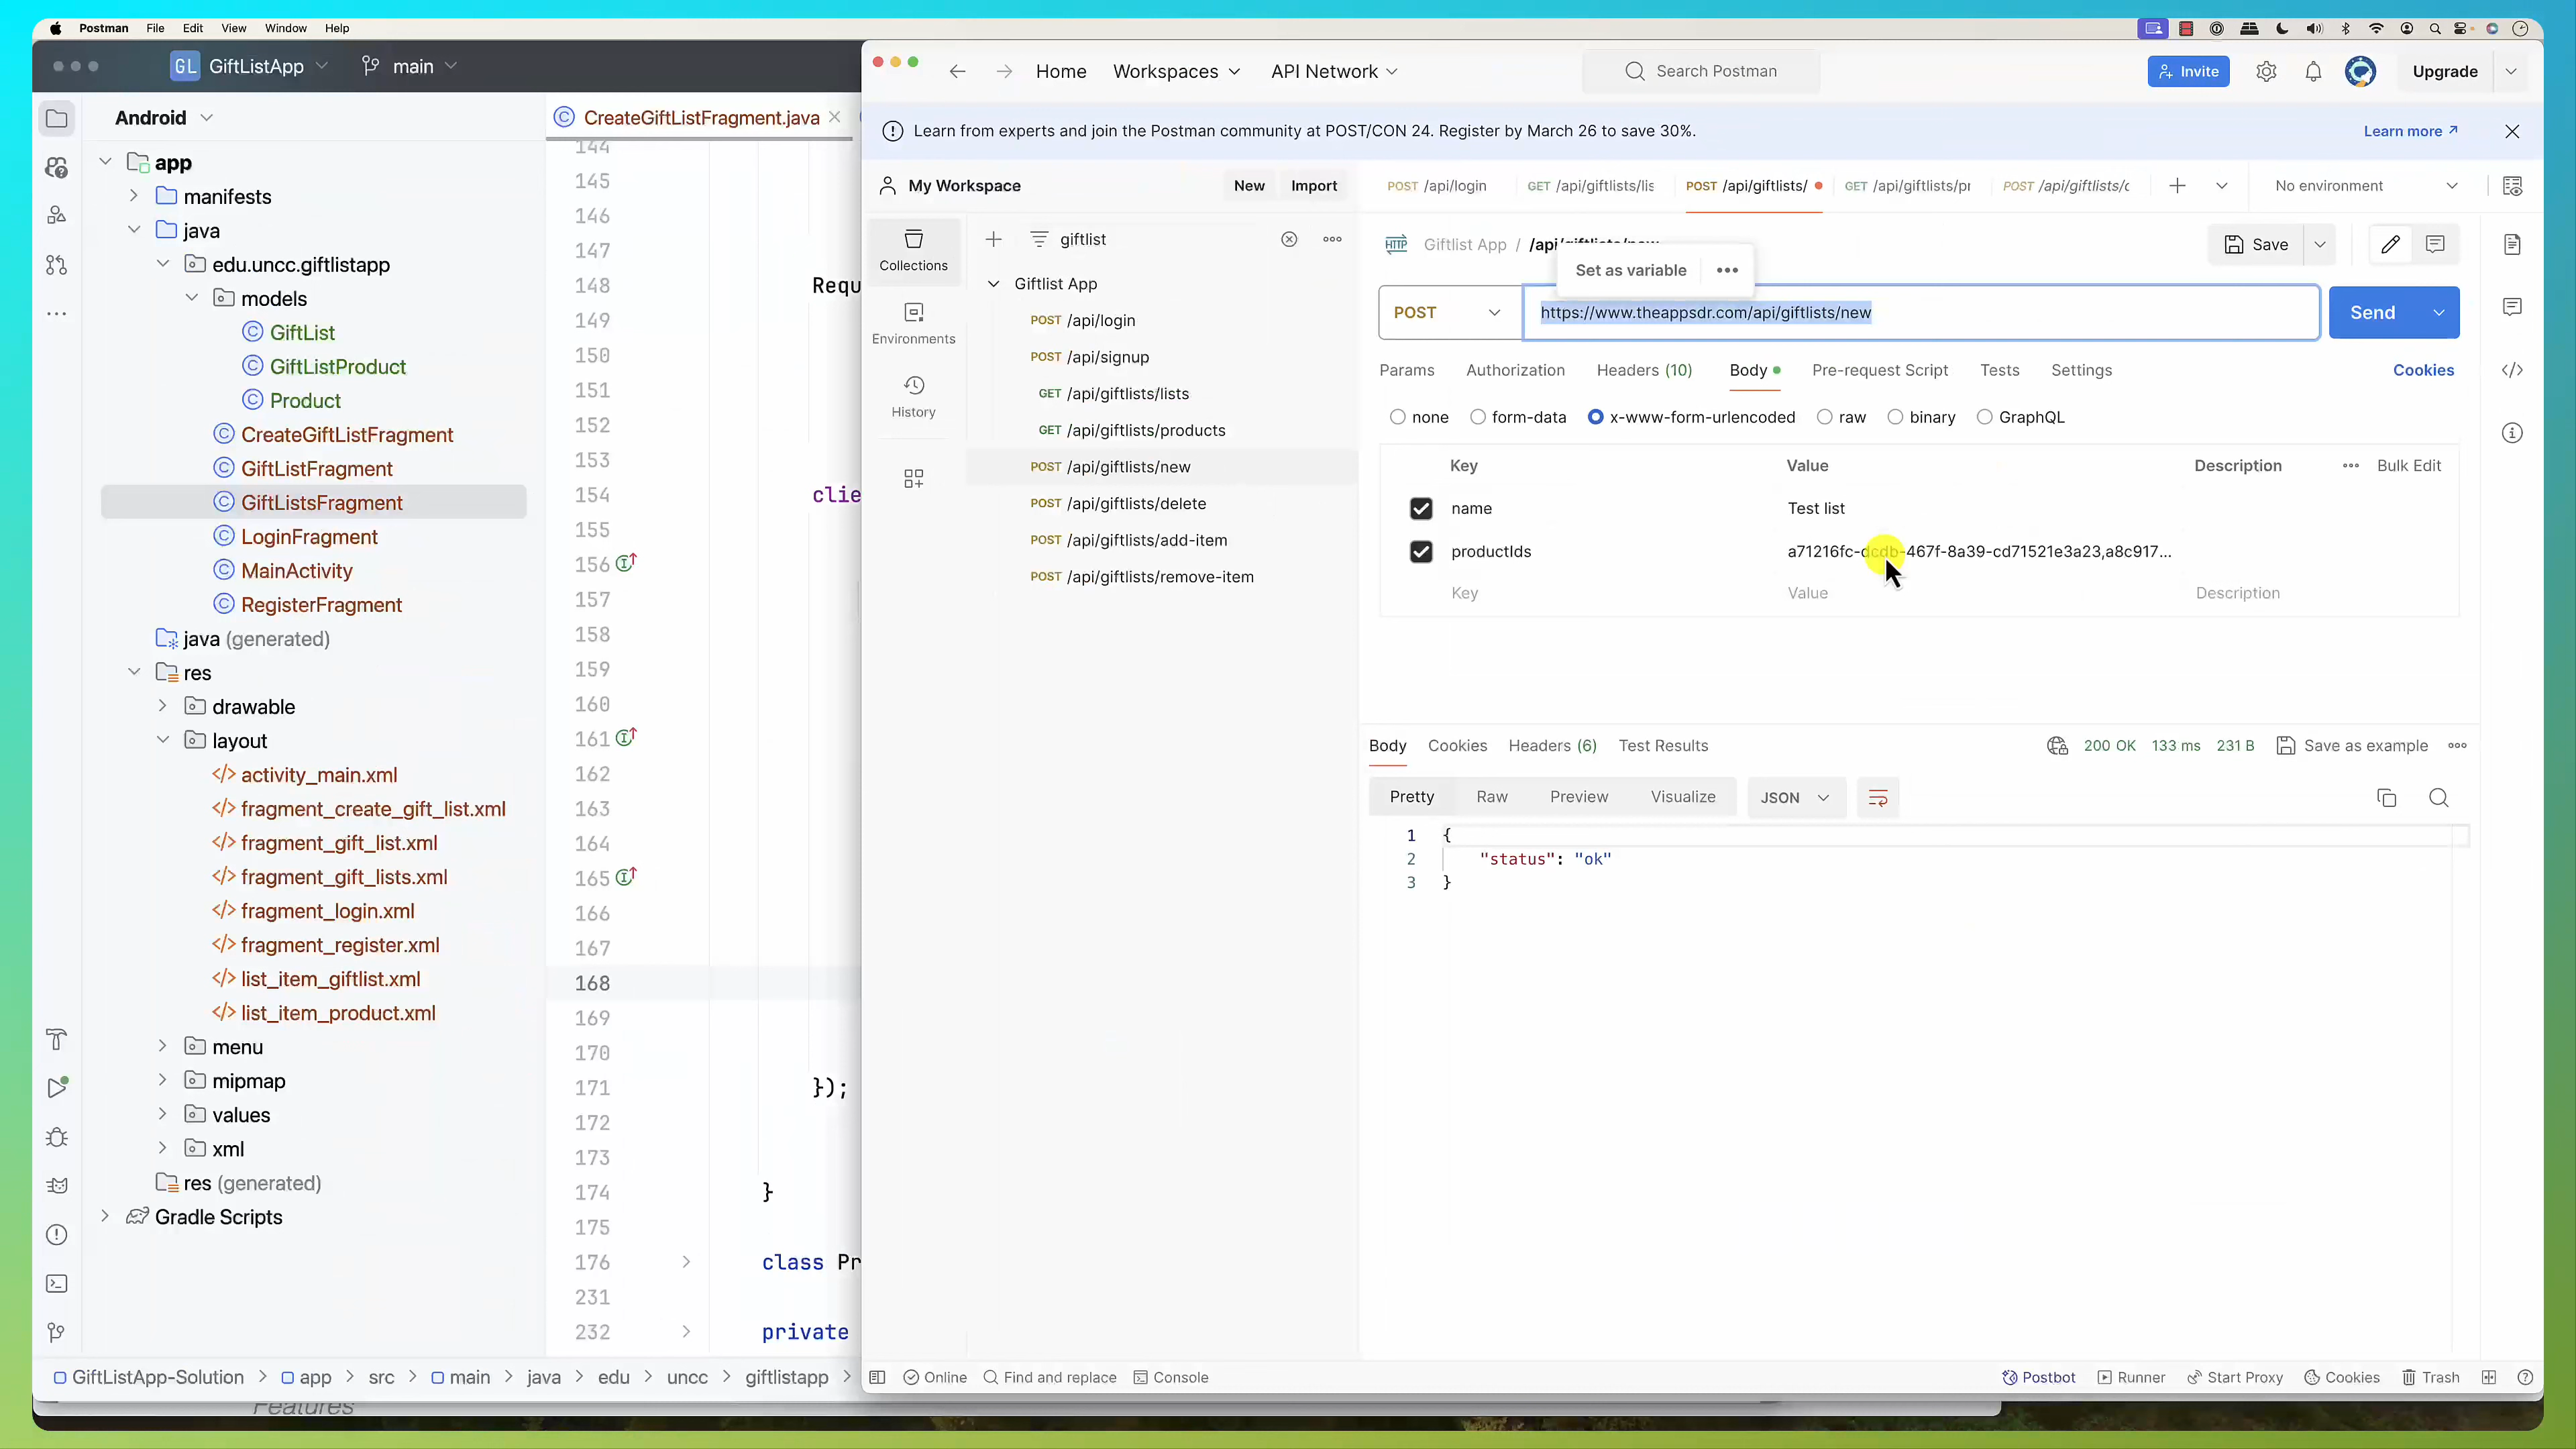 Postman File Edit View Window Help
GL GiftListApp main
Android
app
manifests
java
edu.uncc.giftlistapp
models
GiftList
GiftListProduct
Product
CreateGiftListFragment
GiftListFragment
GiftListsFragment
LoginFragment
MainActivity
RegisterFragment
java (generated)
res
drawable
layout
activity_main.xml
fragment_create_gift_list.xml
fragment_gift_list.xml
fragment_gift_lists.xml
fragment_login.xml
fragment_register.xml
list_item_giftlist.xml
list_item_product.xml
menu
mipmap
values
xml
res (generated)
Gradle Scripts
CreateGiftListFragment.java
144
145
146
147
148 Requ
149
150
151
152
153
154 clie
155
156
157
158
159
160
161
162
163
164
165
166
167
168
169
170
171 });
172
173
174 }
175
176 class Pr
231
232 private
GiftListApp-Solution > app > src > main > java > edu > uncc > giftlistapp >
Features
Home Workspaces API Network Search Postman Invite Upgrade
Learn from experts and join the Postman community at POST/CON 24. Register by March 26 to save 30%. Learn more
My Workspace New Import
Collections
Environments
History
giftlist
Giftlist App
POST /api/login
POST /api/signup
GET /api/giftlists/lists
GET /api/giftlists/products
POST /api/giftlists/new
POST /api/giftlists/delete
POST /api/giftlists/add-item
POST /api/giftlists/remove-item
POST /api/login GET /api/giftlists/lis POST /api/giftlists/ GET /api/giftlists/pr POST /api/giftlists/c No environment
Giftlist App / /api/giftlists/new Save
Set as variable
POST https://www.theappsdr.com/api/giftlists/new Send
Params Authorization Headers (10) Body Pre-request Script Tests Settings Cookies
none form-data x-www-form-urlencoded raw binary GraphQL
Key Value Description Bulk Edit
name Test list
productIds a71216fc-dcdb-467f-8a39-cd71521e3a23,a8c917...
Key Value Description
Body Cookies Headers (6) Test Results 200 OK 133 ms 231 B Save as example
Pretty Raw Preview Visualize JSON
1 {
2 "status": "ok"
3 }
Online Find and replace Console Postbot Runner Start Proxy Cookies Trash